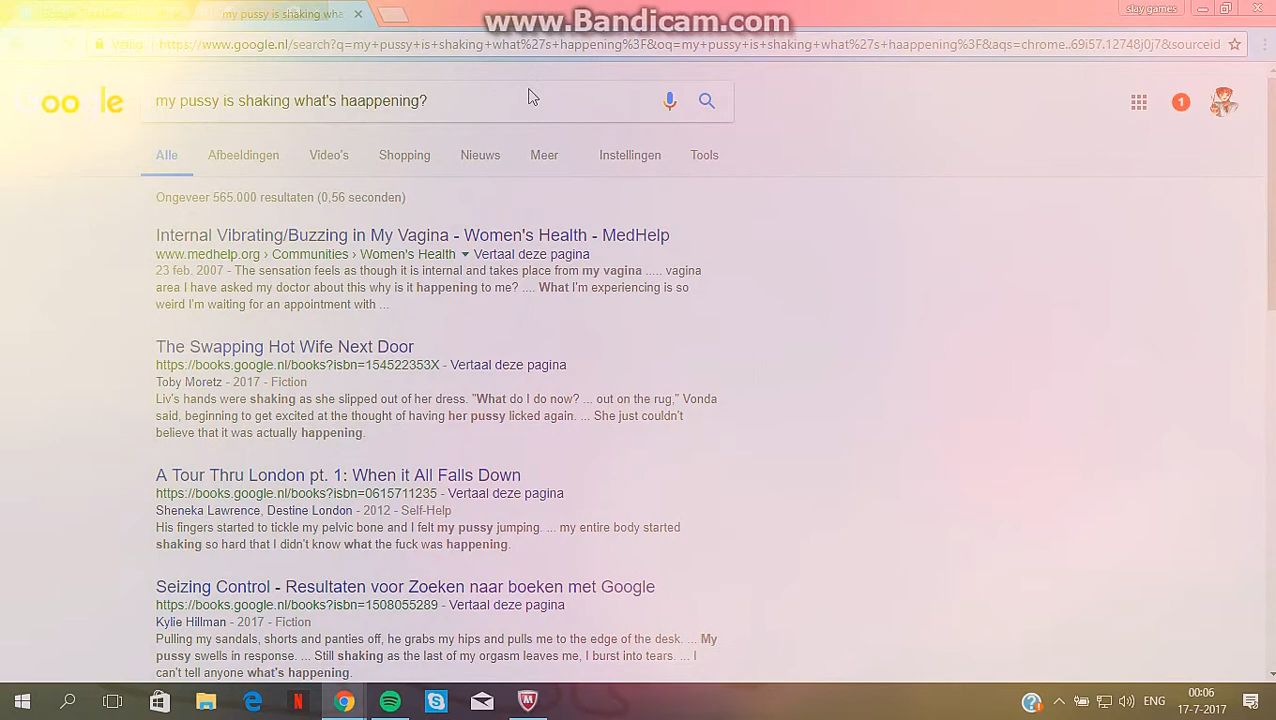 www.Bandicam.com
my pussy is shaking wha
slay games
Veilig
https://www.google.nl/search?q=my+pussy+is+shaking+what%27s+happening%3F&oq=my+pussy+is+shaking+what%27s+haappening%3F&aqs=chrome..69i57.12748j0j7&sourceid
oo le
my pussy is shaking what's haappening?
1
Alle Afbeeldingen Video's Shopping Nieuws Meer Instellingen Tools
Ongeveer 565.000 resultaten (0,56 seconden)
Internal Vibrating/Buzzing in My Vagina - Women's Health - MedHelp
www.medhelp.org › Communities › Women's Health Vertaal deze pagina
23 feb. 2007 - The sensation feels as though it is internal and takes place from my vagina ..... vagina
area I have asked my doctor about this why is it happening to me? .... What I'm experiencing is so
weird I'm waiting for an appointment with ...
The Swapping Hot Wife Next Door
https://books.google.nl/books?isbn=154522353X - Vertaal deze pagina
Toby Moretz - 2017 - Fiction
Liv's hands were shaking as she slipped out of her dress. "What do I do now? ... out on the rug," Vonda
said, beginning to get excited at the thought of having her pussy licked again. ... She just couldn't
believe that it was actually happening.
A Tour Thru London pt. 1: When it All Falls Down
https://books.google.nl/books?isbn=0615711235 - Vertaal deze pagina
Sheneka Lawrence, Destine London - 2012 - Self-Help
His fingers started to tickle my pelvic bone and I felt my pussy jumping. ... my entire body started
shaking so hard that I didn't know what the fuck was happening.
Seizing Control - Resultaten voor Zoeken naar boeken met Google
https://books.google.nl/books?isbn=1508055289 - Vertaal deze pagina
Kylie Hillman - 2017 - Fiction
Pulling my sandals, shorts and panties off, he grabs my hips and pulls me to the edge of the desk. ... My
pussy swells in response. ... Still shaking as the last of my orgasm leaves me, I burst into tears. ... I
can't tell anyone what's happening.
ENG
00:06
17-7-2017